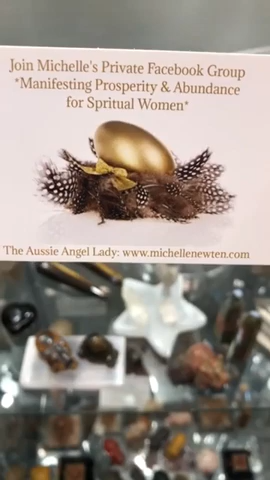 Join Michelle's Private Facebook Group
*Manifesting Prosperity & Abundance
for Spritual Women*
The Aussie Angel Lady: www.michellenewten.com